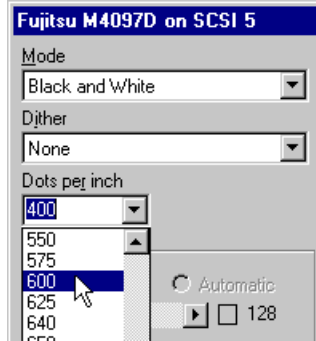 Fujitsu M4097D on SCSI 5
Mode
Black and White
Dither
None
Dots per inch
400
550
575
600
625
640
650
Automatic
128